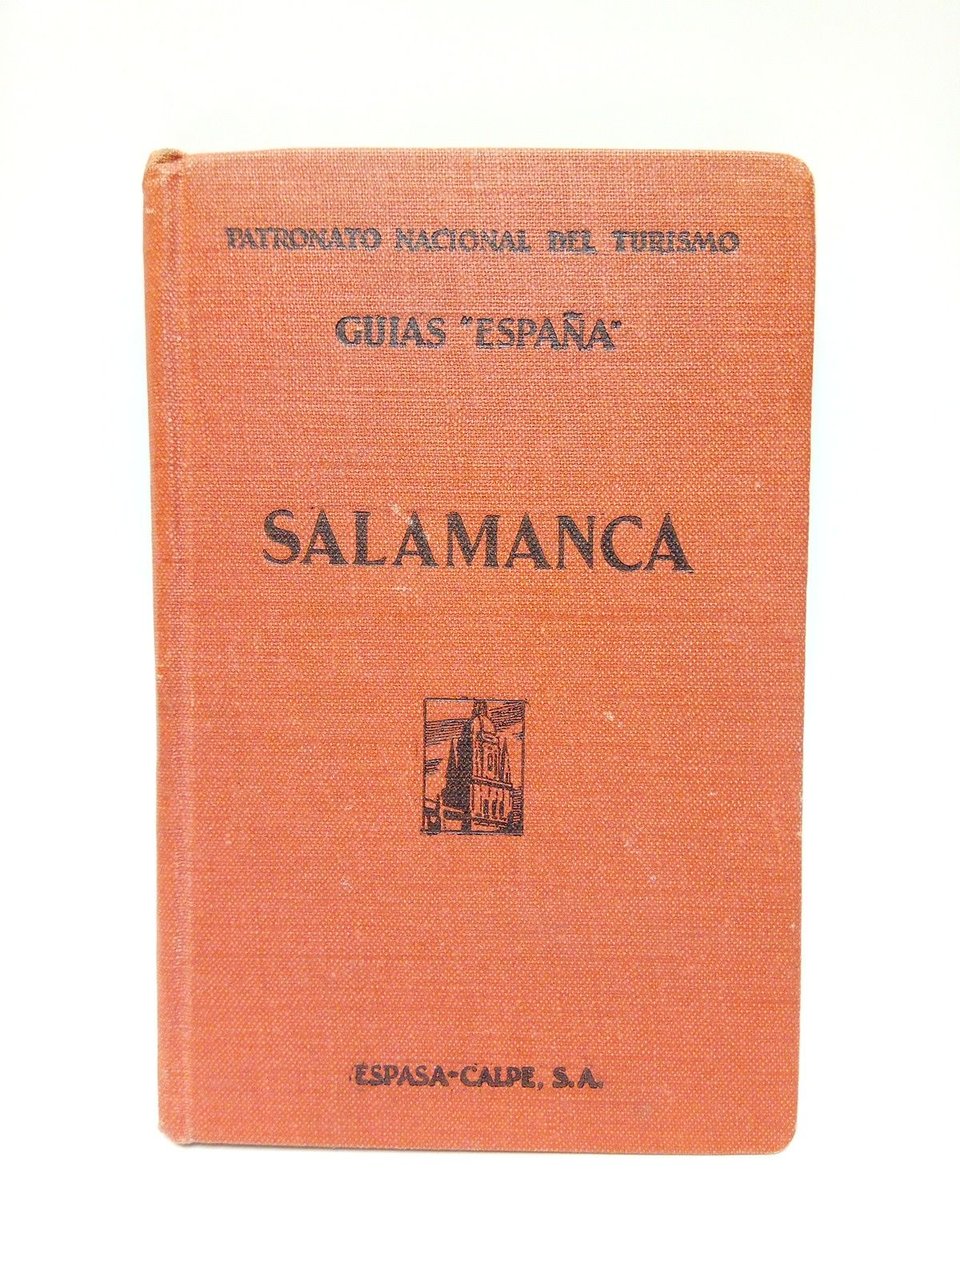 PATRONATO NACIONAL DEL TURISMO
GUIAS "ESPAÑA"
SALAMANCA
ESPASA-CALPE, S.A.